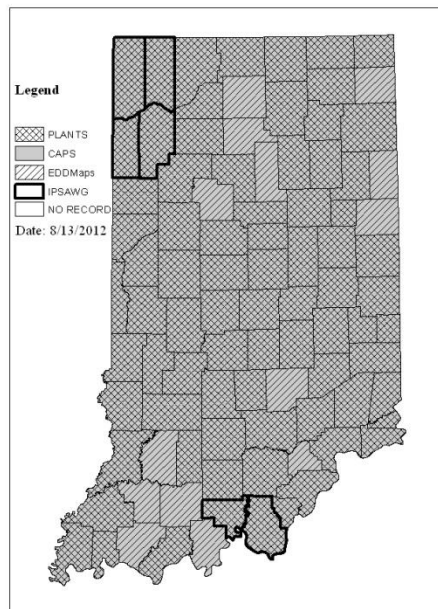 Legend
PLANTS
CAPS
EDDMaps
IPSAWG
NO RECORD
Date: 8/13/2012